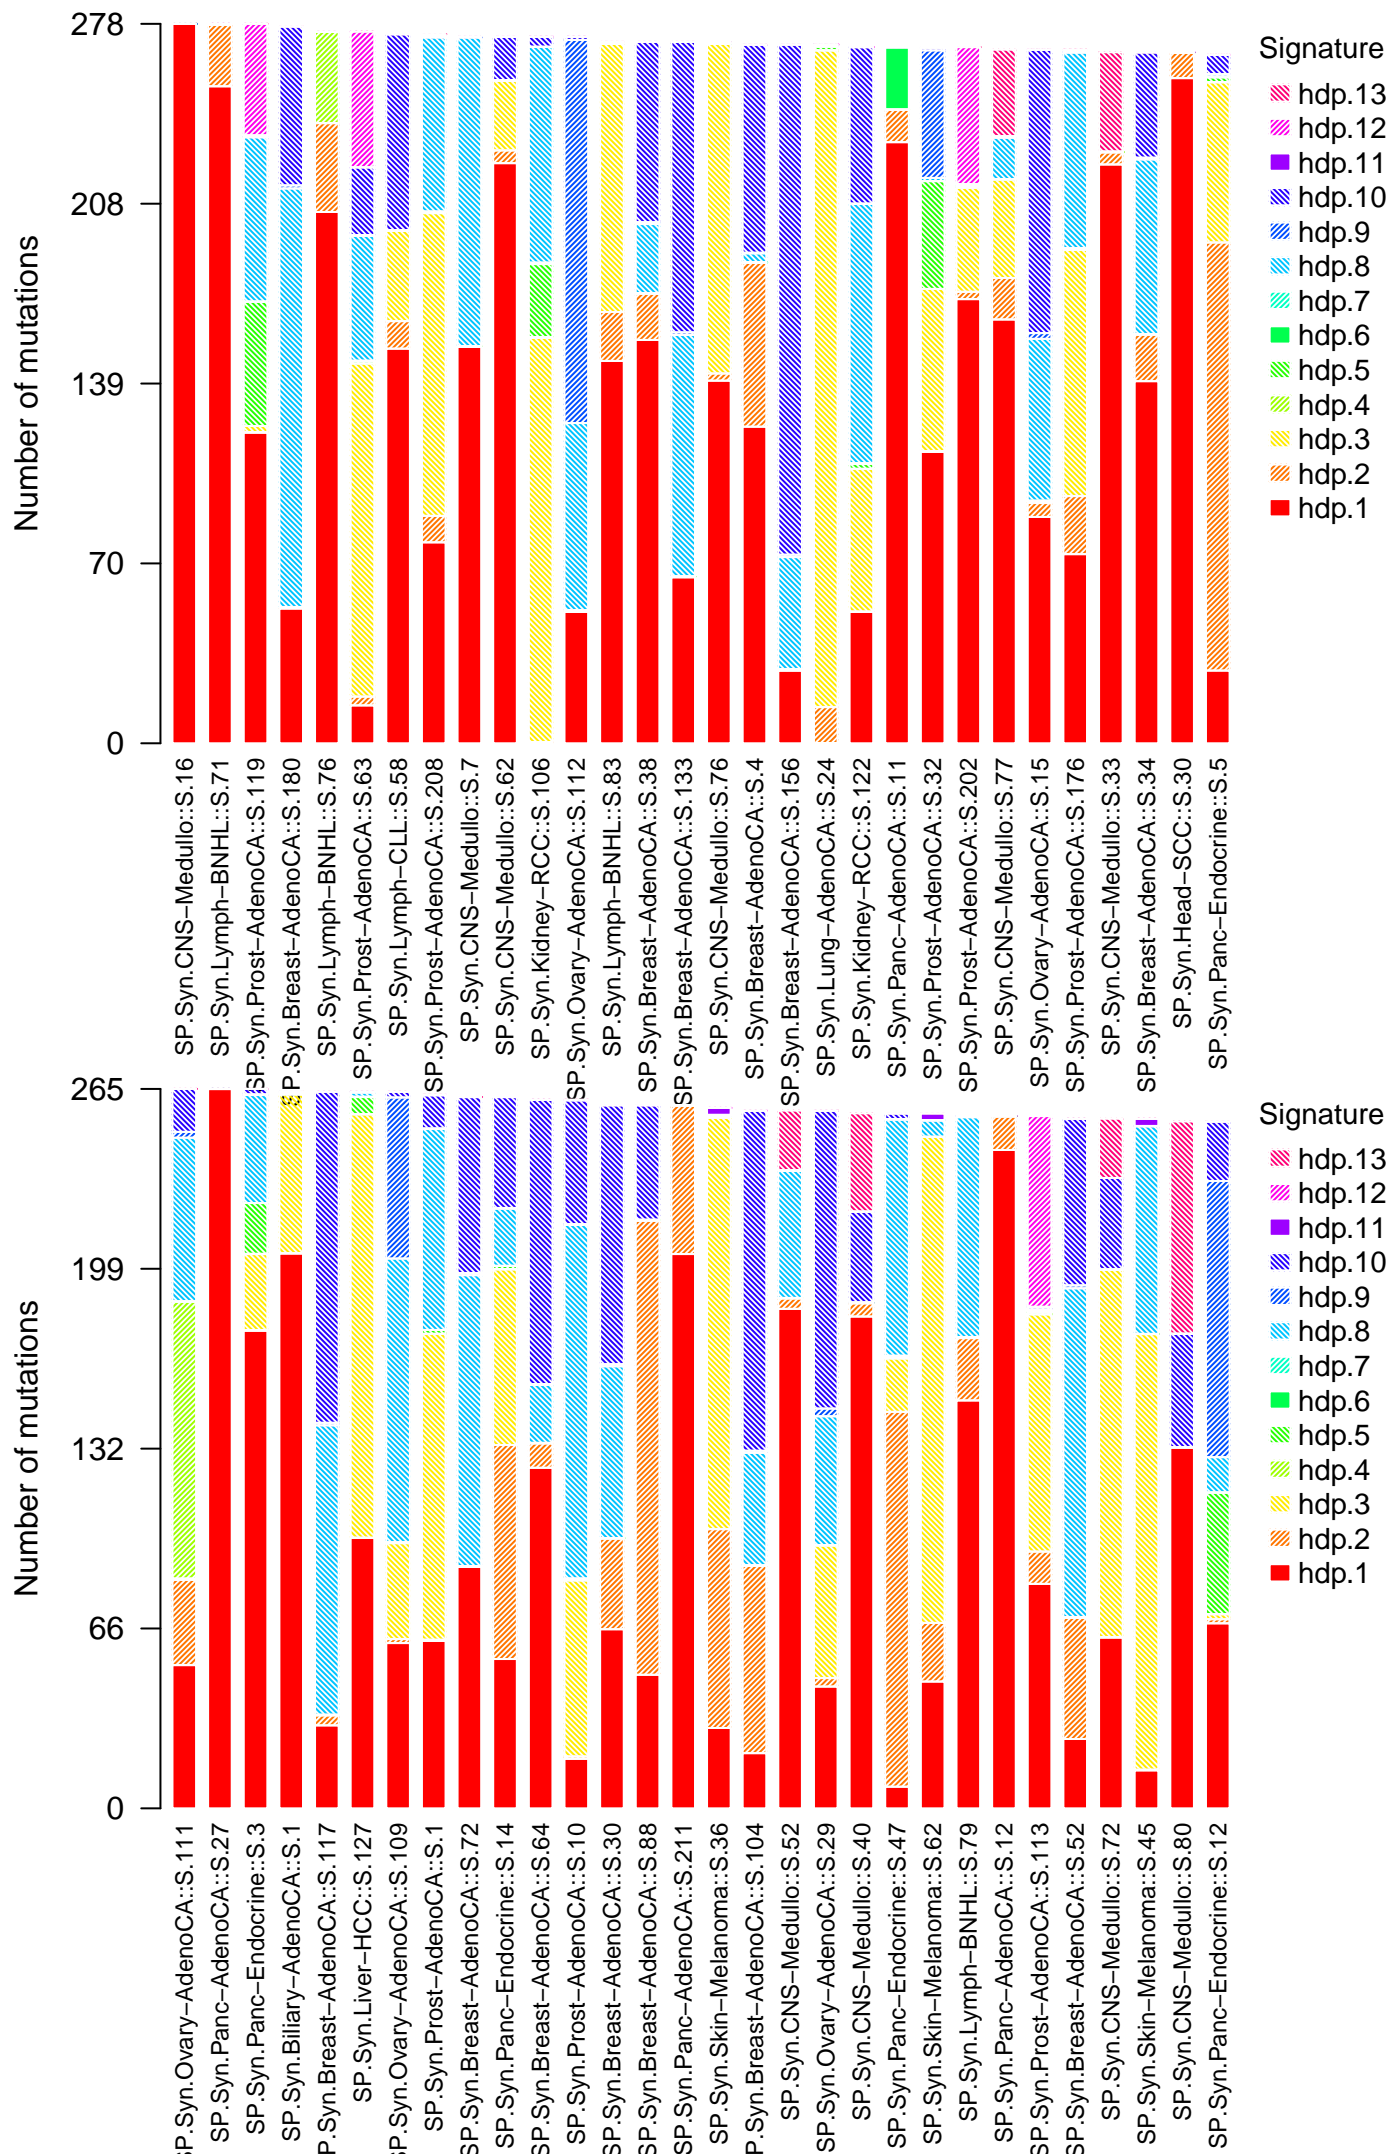 Number of mutations
278
208
139
70
0
Signature
hdp.13
hdp.12
hdp.11
hdp.10
hdp.9
hdp.8
hdp.7
hdp.6
hdp.5
hdp.4
hdp.3
hdp.2
hdp.1
SP.Syn.CNS−Medullo::S.16
SP.Syn.Lymph−BNHL::S.71
SP.Syn.Prost−AdenoCA::S.119
SP.Syn.Breast−AdenoCA::S.180
SP.Syn.Lymph−BNHL::S.76
SP.Syn.Prost−AdenoCA::S.63
SP.Syn.Lymph−CLL::S.58
SP.Syn.Prost−AdenoCA::S.208
SP.Syn.CNS−Medullo::S.7
SP.Syn.CNS−Medullo::S.62
SP.Syn.Kidney−RCC::S.106
SP.Syn.Ovary−AdenoCA::S.112
SP.Syn.Lymph−BNHL::S.83
SP.Syn.Breast−AdenoCA::S.38
SP.Syn.Breast−AdenoCA::S.133
SP.Syn.CNS−Medullo::S.76
SP.Syn.Breast−AdenoCA::S.4
SP.Syn.Breast−AdenoCA::S.156
SP.Syn.Lung−AdenoCA::S.24
SP.Syn.Kidney−RCC::S.122
SP.Syn.Panc−AdenoCA::S.11
SP.Syn.Prost−AdenoCA::S.32
SP.Syn.Prost−AdenoCA::S.202
SP.Syn.CNS−Medullo::S.77
SP.Syn.Ovary−AdenoCA::S.15
SP.Syn.Prost−AdenoCA::S.176
SP.Syn.CNS−Medullo::S.33
SP.Syn.Breast−AdenoCA::S.34
SP.Syn.Head−SCC::S.30
SP.Syn.Panc−Endocrine::S.5
Number of mutations
265
199
132
66
0
Signature
hdp.13
hdp.12
hdp.11
hdp.10
hdp.9
hdp.8
hdp.7
hdp.6
hdp.5
hdp.4
hdp.3
hdp.2
hdp.1
SP.Syn.Ovary−AdenoCA::S.111
SP.Syn.Panc−AdenoCA::S.27
SP.Syn.Panc−Endocrine::S.3
SP.Syn.Biliary−AdenoCA::S.1
SP.Syn.Breast−AdenoCA::S.117
SP.Syn.Liver−HCC::S.127
SP.Syn.Ovary−AdenoCA::S.109
SP.Syn.Prost−AdenoCA::S.1
SP.Syn.Breast−AdenoCA::S.72
SP.Syn.Panc−Endocrine::S.14
SP.Syn.Breast−AdenoCA::S.64
SP.Syn.Prost−AdenoCA::S.10
SP.Syn.Breast−AdenoCA::S.30
SP.Syn.Breast−AdenoCA::S.88
SP.Syn.Panc−AdenoCA::S.211
SP.Syn.Skin−Melanoma::S.36
SP.Syn.Breast−AdenoCA::S.104
SP.Syn.CNS−Medullo::S.52
SP.Syn.Ovary−AdenoCA::S.29
SP.Syn.CNS−Medullo::S.40
SP.Syn.Panc−Endocrine::S.47
SP.Syn.Skin−Melanoma::S.62
SP.Syn.Lymph−BNHL::S.79
SP.Syn.Panc−AdenoCA::S.12
SP.Syn.Prost−AdenoCA::S.113
SP.Syn.Breast−AdenoCA::S.52
SP.Syn.CNS−Medullo::S.72
SP.Syn.Skin−Melanoma::S.45
SP.Syn.CNS−Medullo::S.80
SP.Syn.Panc−Endocrine::S.12